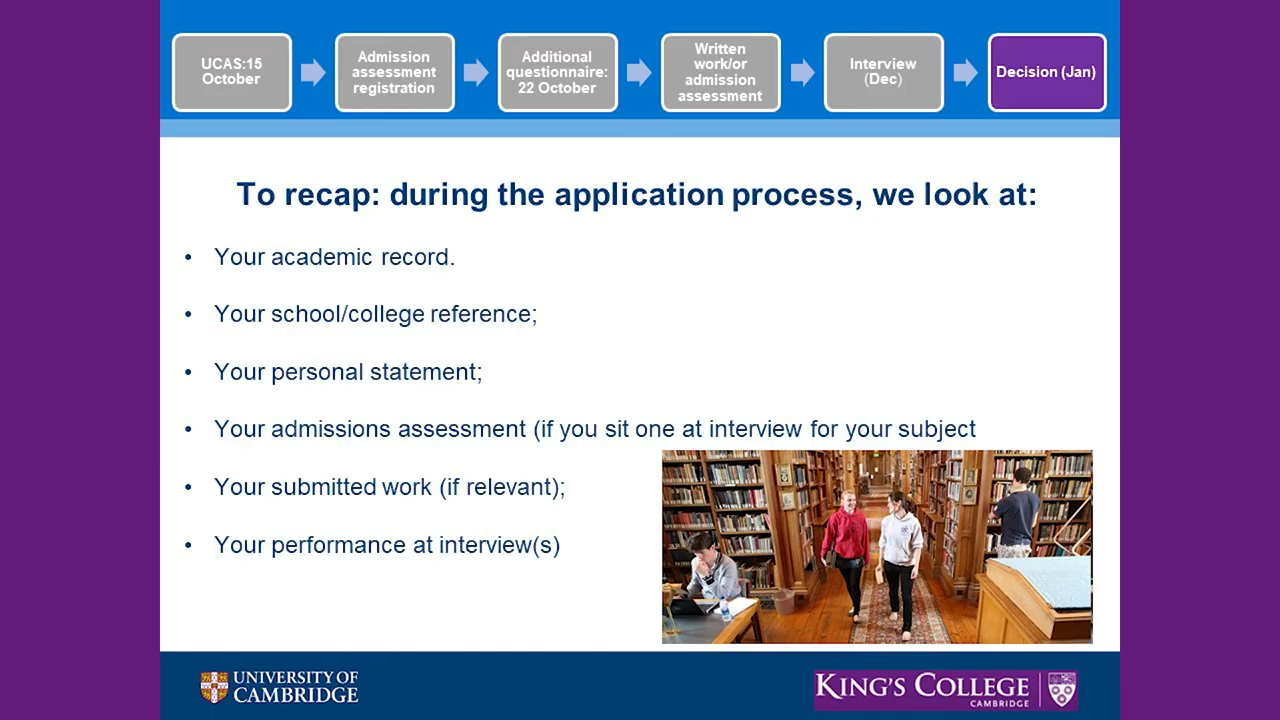 UCAS:15
October
Admission
assessment
registration
Additional
questionnaire:
22 October
Written
work/or
admission
assessment
Interview
(Dec)
Decision (Jan)
To recap: during the application process, we look at:
• Your academic record.
• Your school/college reference;
• Your personal statement;
• Your admissions assessment (if you sit one at interview for your subject
• Your submitted work (if relevant);
• Your performance at interview(s)
UNIVERSITY OF
CAMBRIDGE
KING'S COLLEGE
CAMBRIDGE